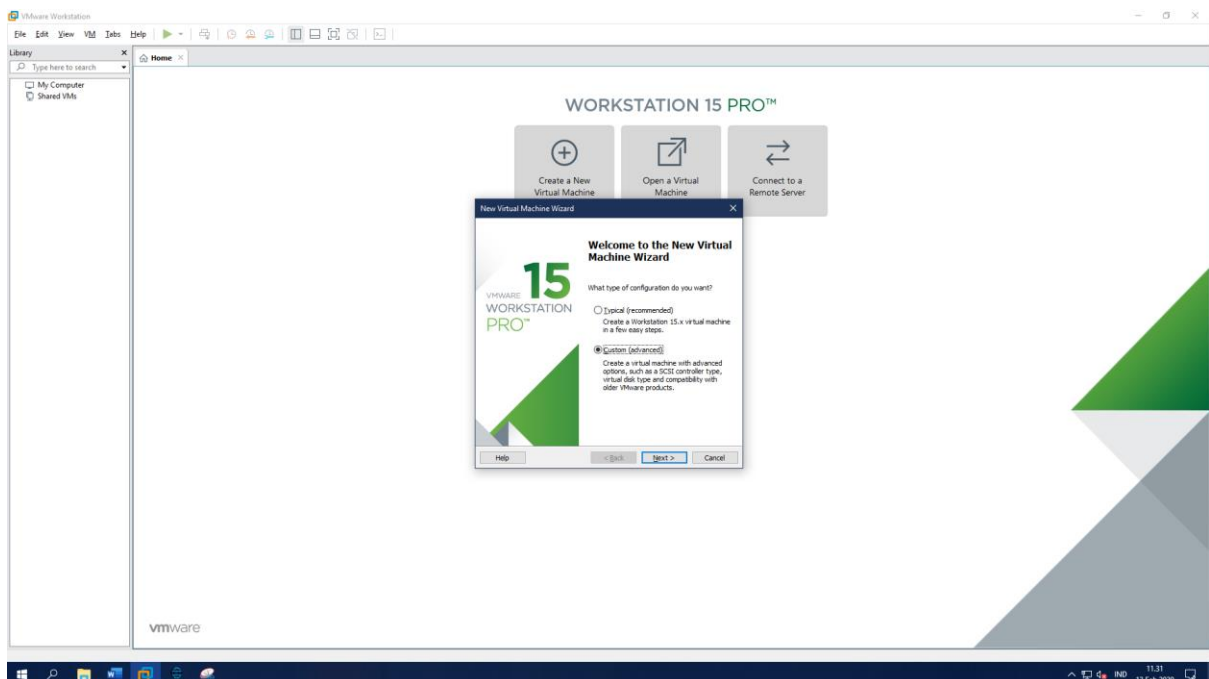 VMware Workstation
File Edit View VM Tabs Help
Library
Type here to search
My Computer
Shared VMs
Home
WORKSTATION 15 PRO™
Create a New
Virtual Machine
Open a Virtual
Machine
Connect to a
Remote Server
New Virtual Machine Wizard
15
VMWARE
WORKSTATION
PRO™
Welcome to the New Virtual
Machine Wizard
What type of configuration do you want?
Typical (recommended)
Create a Workstation 15.x virtual machine
in a few easy steps.
Custom (advanced)
Create a virtual machine with advanced
options, such as a SCSI controller type,
virtual disk type and compatibility with
older VMware products.
Help
< Back
Next >
Cancel
vmware
IND
11.31